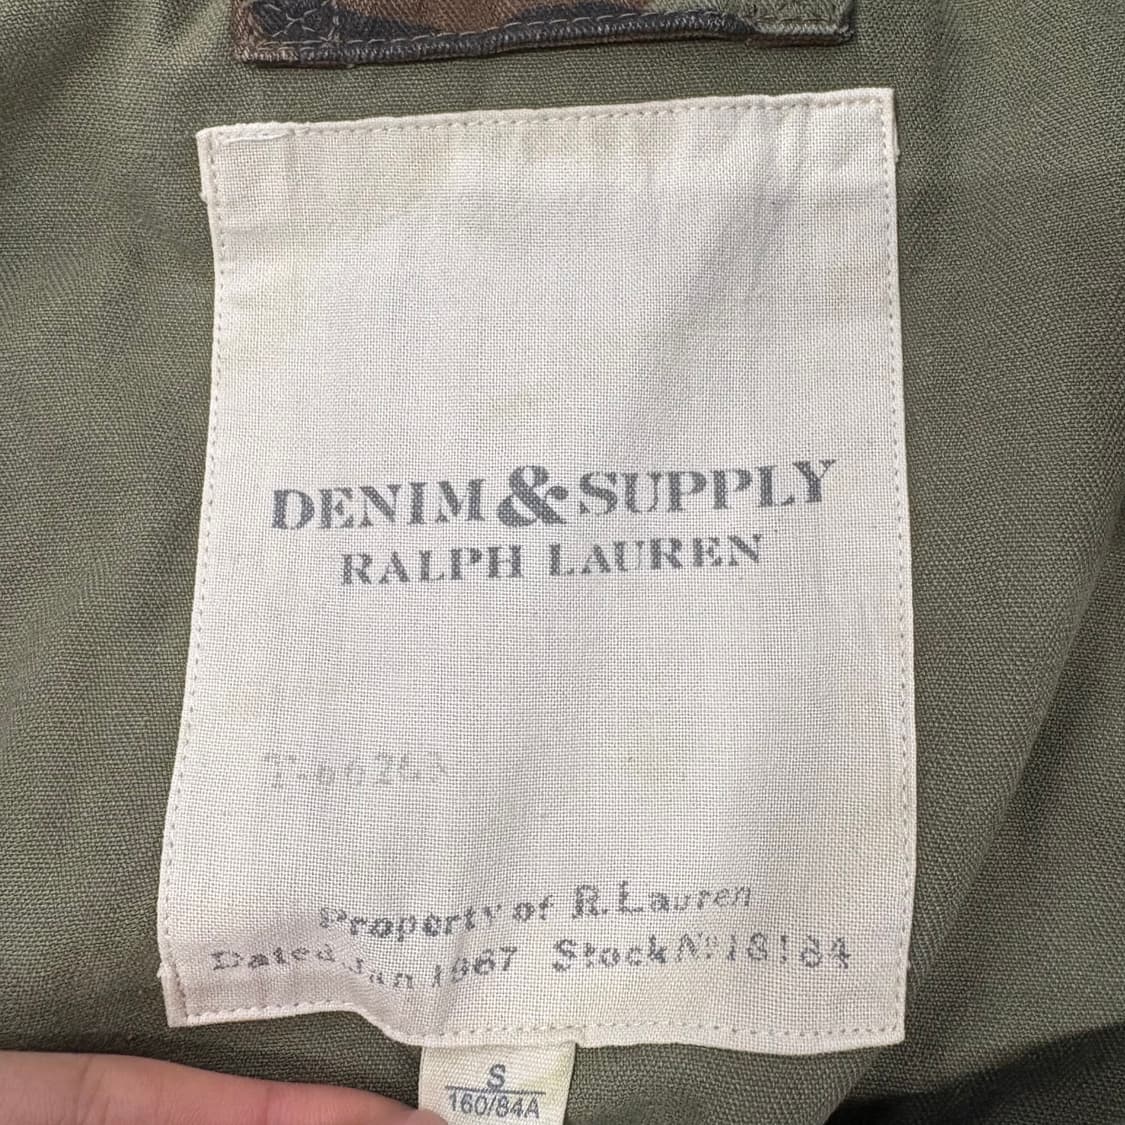 DENIM & SUPPLY
RALPH LAUREN
Property of R. Lauren
Dated Jan 1967 Stock No 18184
S
160/84A